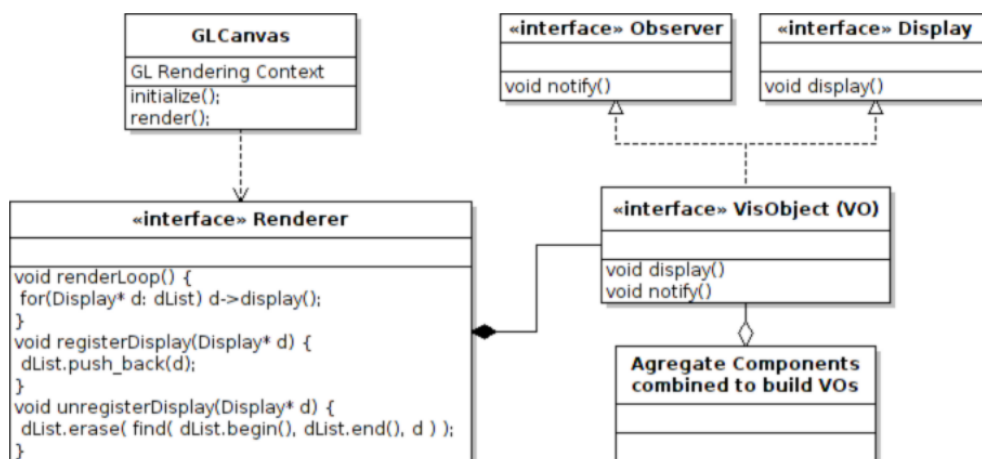 GLCanvas
GL Rendering Context
initialize();
render();
«interface» Observer
void notify()
«interface» Display
void display()
«interface» Renderer
void renderLoop() {
for(Display* d: dList) d->display();
}
void registerDisplay(Display* d) {
dList.push_back(d);
}
void unregisterDisplay(Display* d) {
dList.erase( find( dList.begin(), dList.end(), d ) );
}
«interface» VisObject (VO)
void display()
void notify()
Agregate Components
combined to build VOs